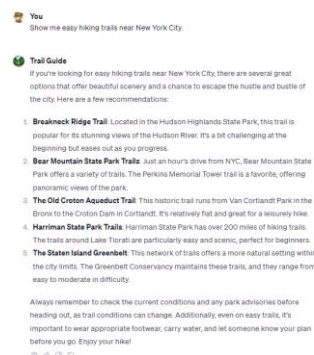 You
Show me easy hiking trails near New York City.
Trail Guide
If you're looking for easy hiking trails near New York City, there are several great
options that offer beautiful scenery and a chance to escape the hustle and bustle of
the city. Here are a few recommendations:
1. Breakneck Ridge Trail: Located in the Hudson Highlands State Park, this trail is
popular for its stunning views of the Hudson River. It's a bit challenging at the
beginning but eases out as you progress.
2. Bear Mountain State Park Trails: Just an hour's drive from NYC, Bear Mountain State
Park offers a variety of trails. The Perkins Memorial Tower trail is a favorite, offering
panoramic views of the park.
3. The Old Croton Aqueduct Trail: This historic trail runs from Van Cortlandt Park in the
Bronx to the Croton Dam in Cortlandt. It's relatively flat and great for a leisurely hike.
4. Harriman State Park Trails: Harriman State Park has over 200 miles of hiking trails.
The trails around Lake Tiorati are particularly easy and scenic, perfect for beginners.
5. The Staten Island Greenbelt: This network of trails offers a more natural setting within
the city limits. The Greenbelt Conservancy maintains these trails, and they range from
easy to moderate in difficulty.
Always remember to check the current conditions and any park advisories before
heading out, as trail conditions can change. Additionally, even on easy trails, it's
important to wear appropriate footwear, carry water, and let someone know your plan
before you go. Enjoy your hike!